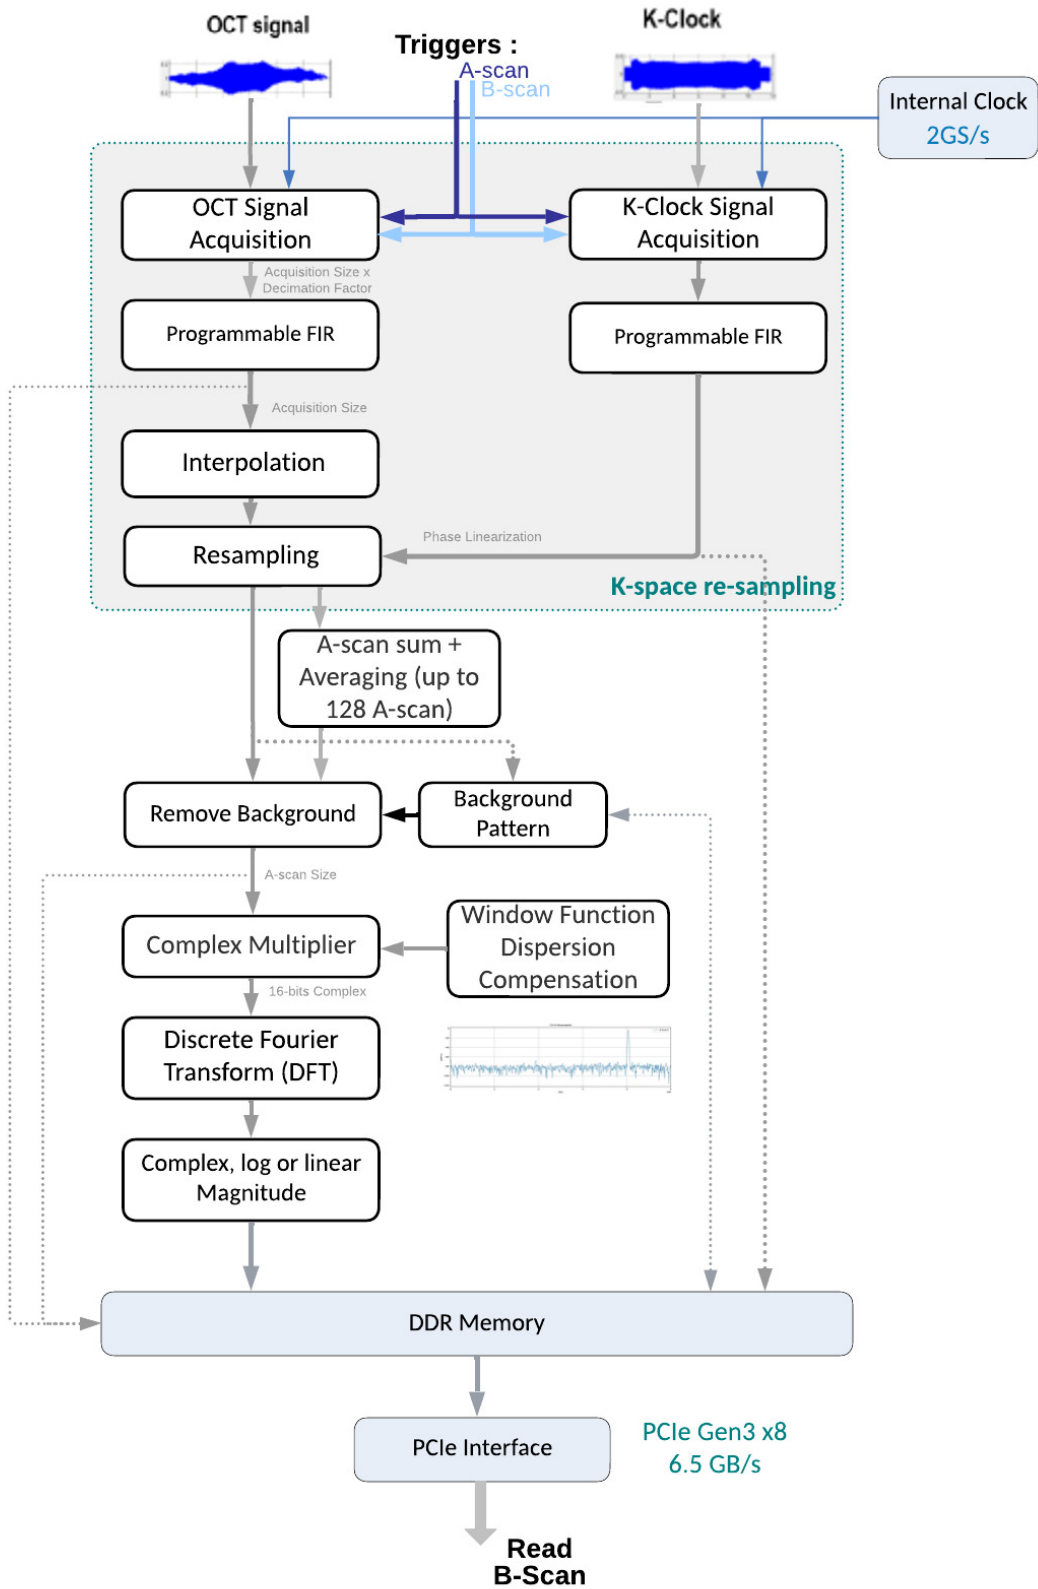 OCT signal
K-Clock
Triggers :
A-scan
B-scan
Internal Clock
2GS/s
OCT Signal
Acquisition
K-Clock Signal
Acquisition
Acquisition Size x
Decimation Factor
Programmable FIR
Programmable FIR
Acquisition Size
Interpolation
Phase Linearization
Resampling
K-space re-sampling
A-scan sum +
Averaging (up to
128 A-scan)
Remove Background
Background
Pattern
A-scan Size
Complex Multiplier
Window Function
Dispersion
Compensation
16-bits Complex
Discrete Fourier
Transform (DFT)
Complex, log or linear
Magnitude
DDR Memory
PCIe Interface
PCIe Gen3 x8
6.5 GB/s
Read
B-Scan